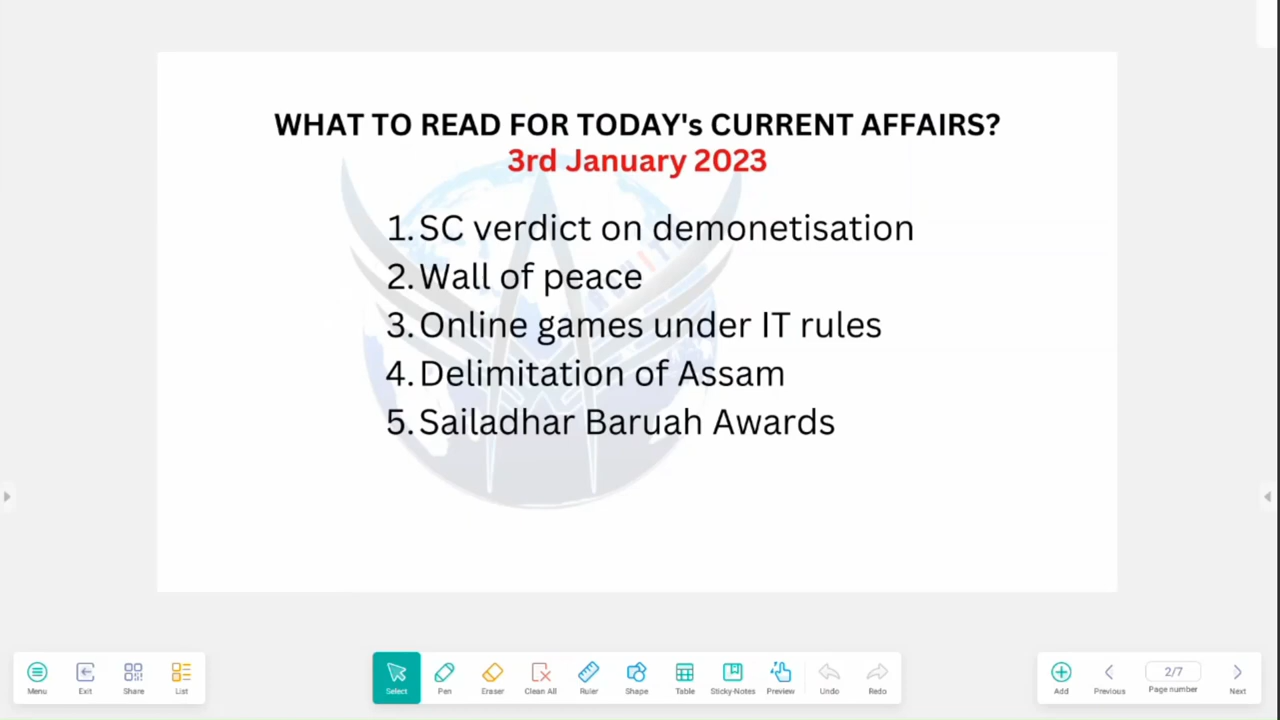 WHAT TO READ FOR TODAY's CURRENT AFFAIRS?
3rd January 2023
1. SC verdict on demonetisation
2. Wall of peace
3. Online games under IT rules
4. Delimitation of Assam
5. Sailadhar Baruah Awards
Menu Exit Share List Select Pen Eraser Clean All Ruler Shape Table Sticky-Notes Preview Undo Redo Add Previous 2/7 Page number Next